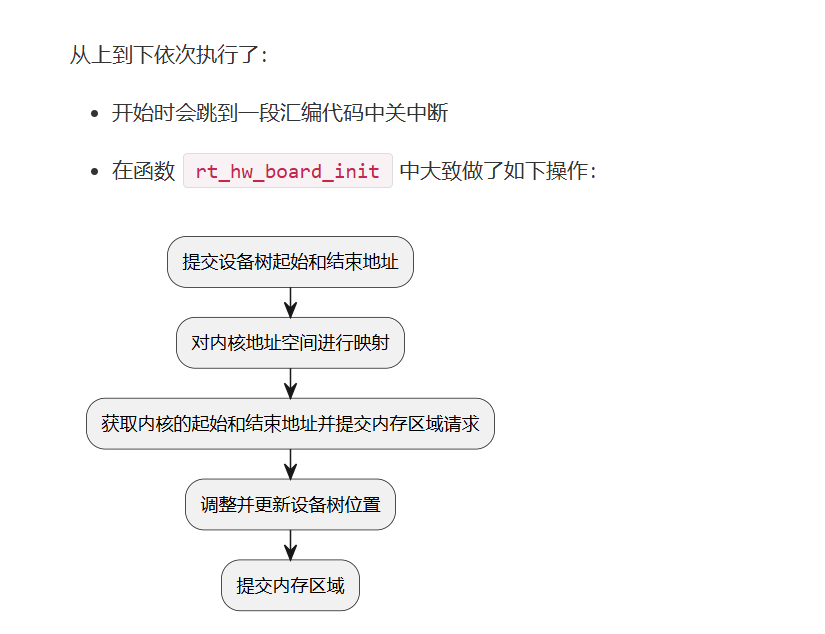 从上到下依次执行了：
开始时会跳到一段汇编代码中关中断
在函数 rt_hw_board_init 中大致做了如下操作：
提交设备树起始和结束地址
对内核地址空间进行映射
获取内核的起始和结束地址并提交内存区域请求
调整并更新设备树位置
提交内存区域